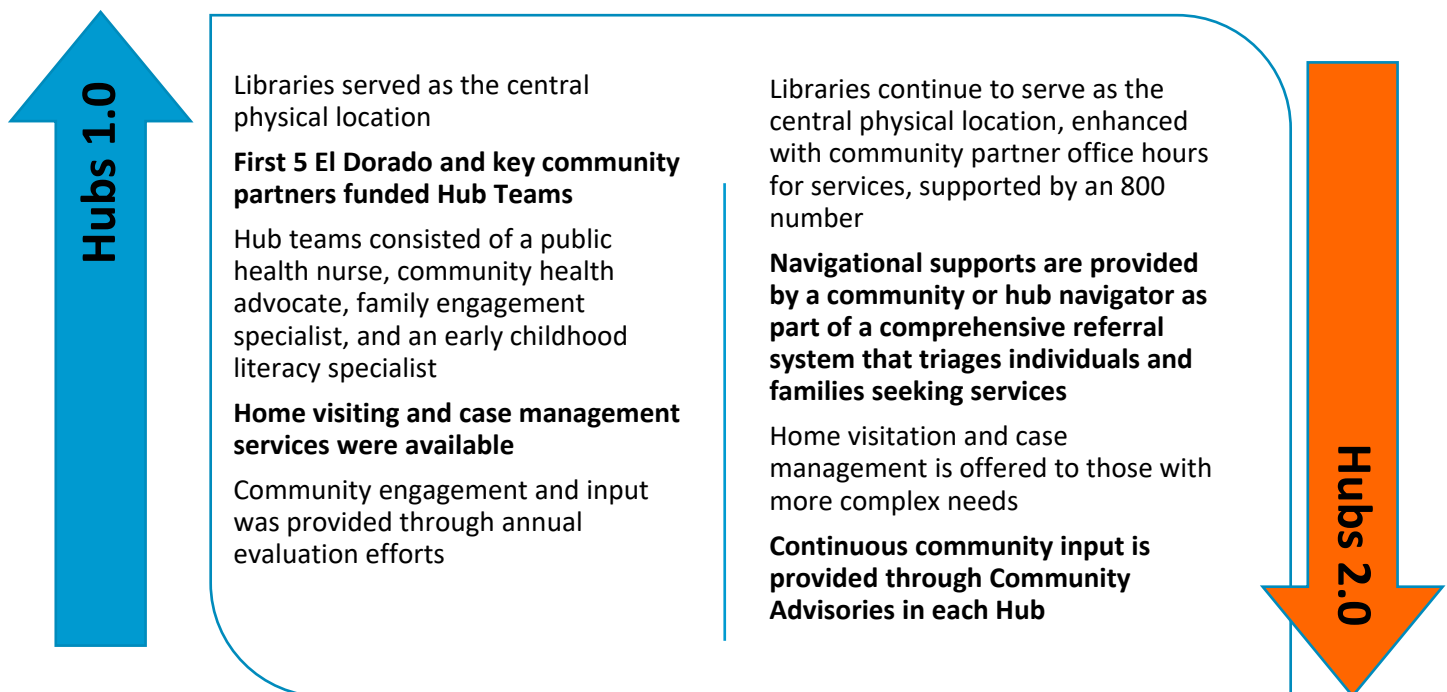 Hubs 1.0
Libraries served as the central
physical location
First 5 El Dorado and key community
partners funded Hub Teams
Hub teams consisted of a public
health nurse, community health
advocate, family engagement
specialist, and an early childhood
literacy specialist
Home visiting and case management
services were available
Community engagement and input
was provided through annual
evaluation efforts
Libraries continue to serve as the
central physical location, enhanced
with community partner office hours
for services, supported by an 800
number
Navigational supports are provided
by a community or hub navigator as
part of a comprehensive referral
system that triages individuals and
families seeking services
Home visitation and case
management is offered to those with
more complex needs
Continuous community input is
provided through Community
Advisories in each Hub
Hubs 2.0